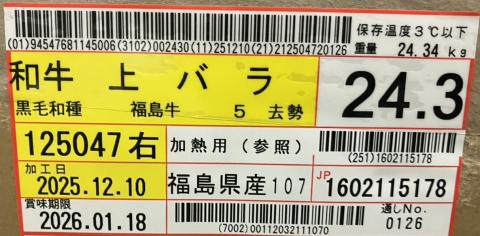 保存温度3℃以下
(01)94547681145006(3102)002430(11)251210(21)212504720126
重量 24.34 kg
和牛 上 バラ
24.3
黒毛和種 福島牛 5 去勢
125047右
加熱用(参照)
(251)1602115178
加工日
2025.12.10
福島県産107
JP
1602115178
賞味期限
2026.01.18
(7002)00112032111070
通しNo.
0126